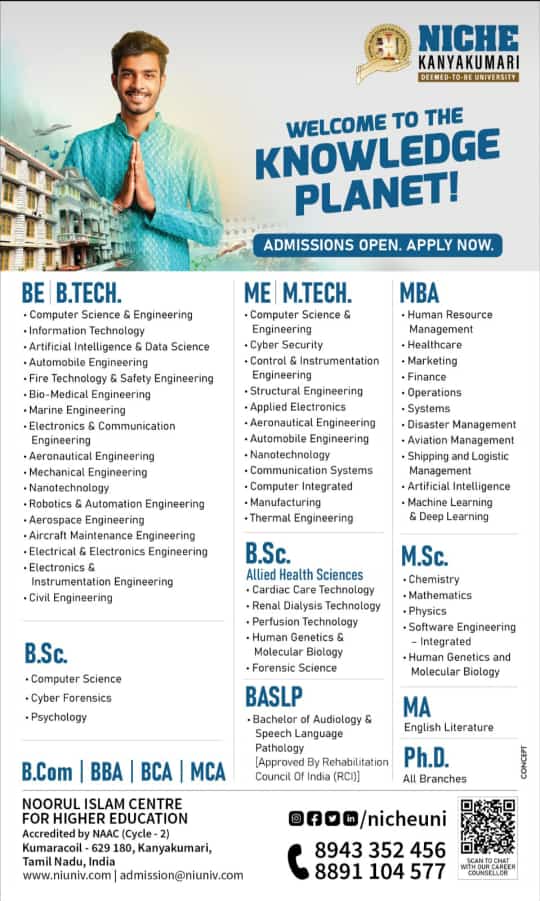 NICHE
KANYAKUMARI
DEEMED-TO-BE UNIVERSITY
WELCOME TO THE
KNOWLEDGE
PLANET!
ADMISSIONS OPEN. APPLY NOW.
BE | B.TECH.
• Computer Science & Engineering
• Information Technology
• Artificial Intelligence & Data Science
• Automobile Engineering
• Fire Technology & Safety Engineering
• Bio-Medical Engineering
• Marine Engineering
• Electronics & Communication
Engineering
• Aeronautical Engineering
• Mechanical Engineering
• Nanotechnology
• Robotics & Automation Engineering
• Aerospace Engineering
• Aircraft Maintenance Engineering
• Electrical & Electronics Engineering
• Electronics &
Instrumentation Engineering
• Civil Engineering
B.Sc.
• Computer Science
• Cyber Forensics
• Psychology
B.Com | BBA | BCA | MCA
ME | M.TECH.
• Computer Science &
Engineering
• Cyber Security
• Control & Instrumentation
Engineering
• Structural Engineering
• Applied Electronics
• Aeronautical Engineering
• Automobile Engineering
• Nanotechnology
• Communication Systems
• Computer Integrated
• Manufacturing
• Thermal Engineering
B.Sc.
Allied Health Sciences
• Cardiac Care Technology
• Renal Dialysis Technology
• Perfusion Technology
• Human Genetics &
Molecular Biology
• Forensic Science
BASLP
• Bachelor of Audiology &
Speech Language
Pathology
[Approved By Rehabilitation
Council Of India (RCI)]
MBA
• Human Resource
Management
• Healthcare
• Marketing
• Finance
• Operations
• Systems
• Disaster Management
• Aviation Management
• Shipping and Logistic
Management
• Artificial Intelligence
• Machine Learning
& Deep Learning
M.Sc.
• Chemistry
• Mathematics
• Physics
• Software Engineering
– Integrated
• Human Genetics and
Molecular Biology
MA
English Literature
Ph.D.
All Branches
CONCEPT
NOORUL ISLAM CENTRE
FOR HIGHER EDUCATION
Accredited by NAAC (Cycle - 2)
Kumaracoil - 629 180, Kanyakumari,
Tamil Nadu, India
www.niuniv.com | admission@niuniv.com
/nicheuni
8943 352 456
8891 104 577
SCAN TO CHAT
WITH OUR CAREER
COUNSELLOR